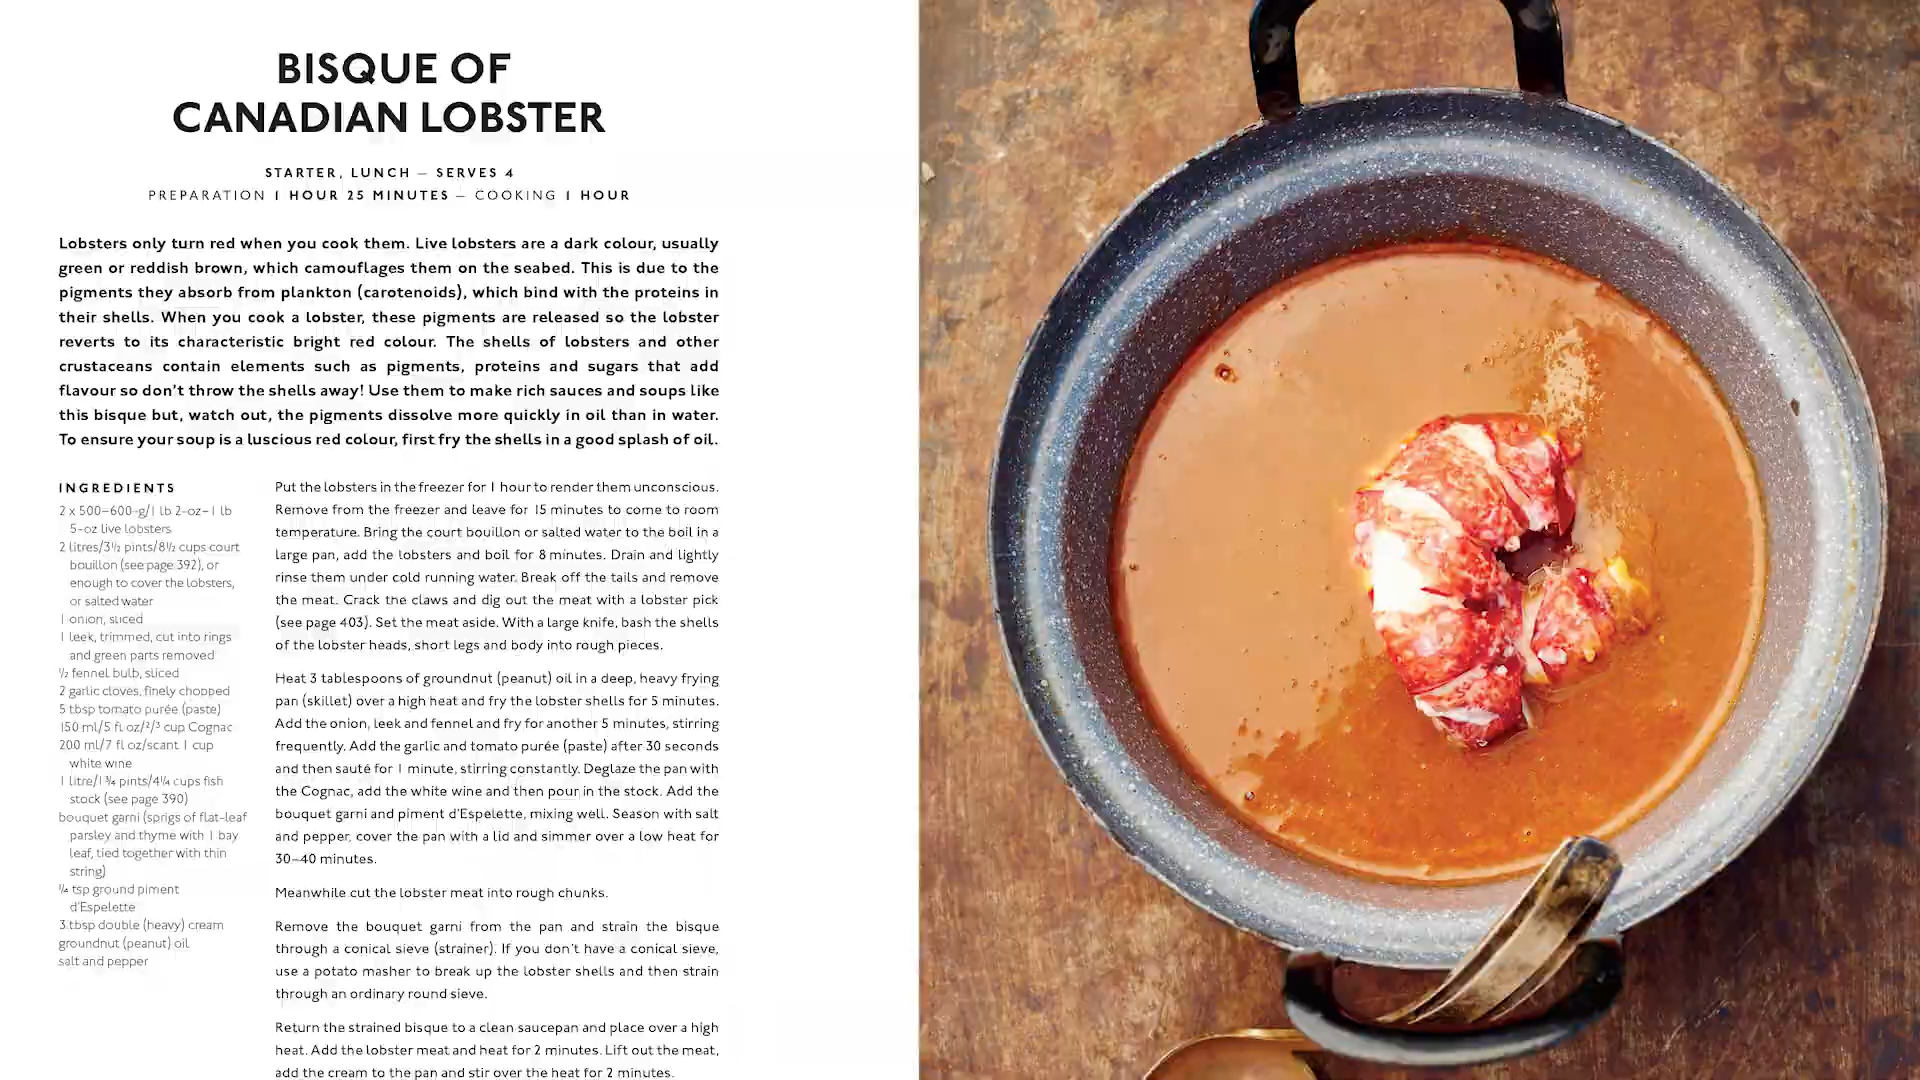 BISQUE OF
CANADIAN LOBSTER
STARTER, LUNCH — SERVES 4
PREPARATION 1 HOUR 25 MINUTES — COOKING 1 HOUR
Lobsters only turn red when you cook them. Live lobsters are a dark colour, usually
green or reddish brown, which camouflages them on the seabed. This is due to the
pigments they absorb from plankton (carotenoids), which bind with the proteins in
their shells. When you cook a lobster, these pigments are released so the lobster
reverts to its characteristic bright red colour. The shells of lobsters and other
crustaceans contain elements such as pigments, proteins and sugars that add
flavour so don't throw the shells away! Use them to make rich sauces and soups like
this bisque but, watch out, the pigments dissolve more quickly in oil than in water.
To ensure your soup is a luscious red colour, first fry the shells in a good splash of oil.
INGREDIENTS
2 x 500–600-g/1 lb 2-oz–1 lb
5-oz live lobsters
2 litres/3½ pints/8½ cups court
bouillon (see page 392), or
enough to cover the lobsters,
or salted water
1 onion, sliced
1 leek, trimmed, cut into rings
and green parts removed
½ fennel bulb, sliced
2 garlic cloves, finely chopped
5 tbsp tomato purée (paste)
150 ml/5 fl oz/²/³ cup Cognac
200 ml/7 fl oz/scant 1 cup
white wine
1 litre/1¾ pints/4¼ cups fish
stock (see page 390)
bouquet garni (sprigs of flat-leaf
parsley and thyme with 1 bay
leaf, tied together with thin
string)
¼ tsp ground piment
d'Espelette
3 tbsp double (heavy) cream
groundnut (peanut) oil
salt and pepper
Put the lobsters in the freezer for 1 hour to render them unconscious.
Remove from the freezer and leave for 15 minutes to come to room
temperature. Bring the court bouillon or salted water to the boil in a
large pan, add the lobsters and boil for 8 minutes. Drain and lightly
rinse them under cold running water. Break off the tails and remove
the meat. Crack the claws and dig out the meat with a lobster pick
(see page 403). Set the meat aside. With a large knife, bash the shells
of the lobster heads, short legs and body into rough pieces.
Heat 3 tablespoons of groundnut (peanut) oil in a deep, heavy frying
pan (skillet) over a high heat and fry the lobster shells for 5 minutes.
Add the onion, leek and fennel and fry for another 5 minutes, stirring
frequently. Add the garlic and tomato purée (paste) after 30 seconds
and then sauté for 1 minute, stirring constantly. Deglaze the pan with
the Cognac, add the white wine and then pour in the stock. Add the
bouquet garni and piment d'Espelette, mixing well. Season with salt
and pepper, cover the pan with a lid and simmer over a low heat for
30–40 minutes.
Meanwhile cut the lobster meat into rough chunks.
Remove the bouquet garni from the pan and strain the bisque
through a conical sieve (strainer). If you don't have a conical sieve,
use a potato masher to break up the lobster shells and then strain
through an ordinary round sieve.
Return the strained bisque to a clean saucepan and place over a high
heat. Add the lobster meat and heat for 2 minutes. Lift out the meat,
add the cream to the pan and stir over the heat for 2 minutes.